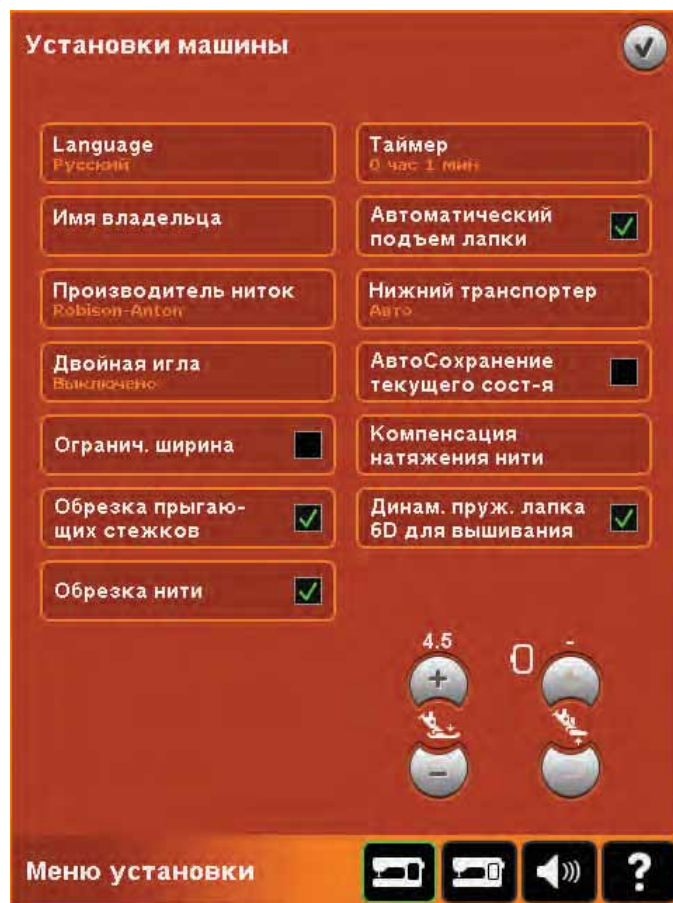 Установки машины
Language
Русский
Имя владельца
Производитель ниток
Robison-Anton
Двойная игла
Выключено
Огранич. ширина
Обрезка прыгаю-
щих стежков
Обрезка нити
Таймер
0 час 1 мин
Автоматический
подъем лапки
Нижний транспортер
Авто
АвтоСохранение
текущего сост-я
Компенсация
натяжения нити
Динам. пруж. лапка
6D для вышивания
4.5
-
+
-
Меню установки
?